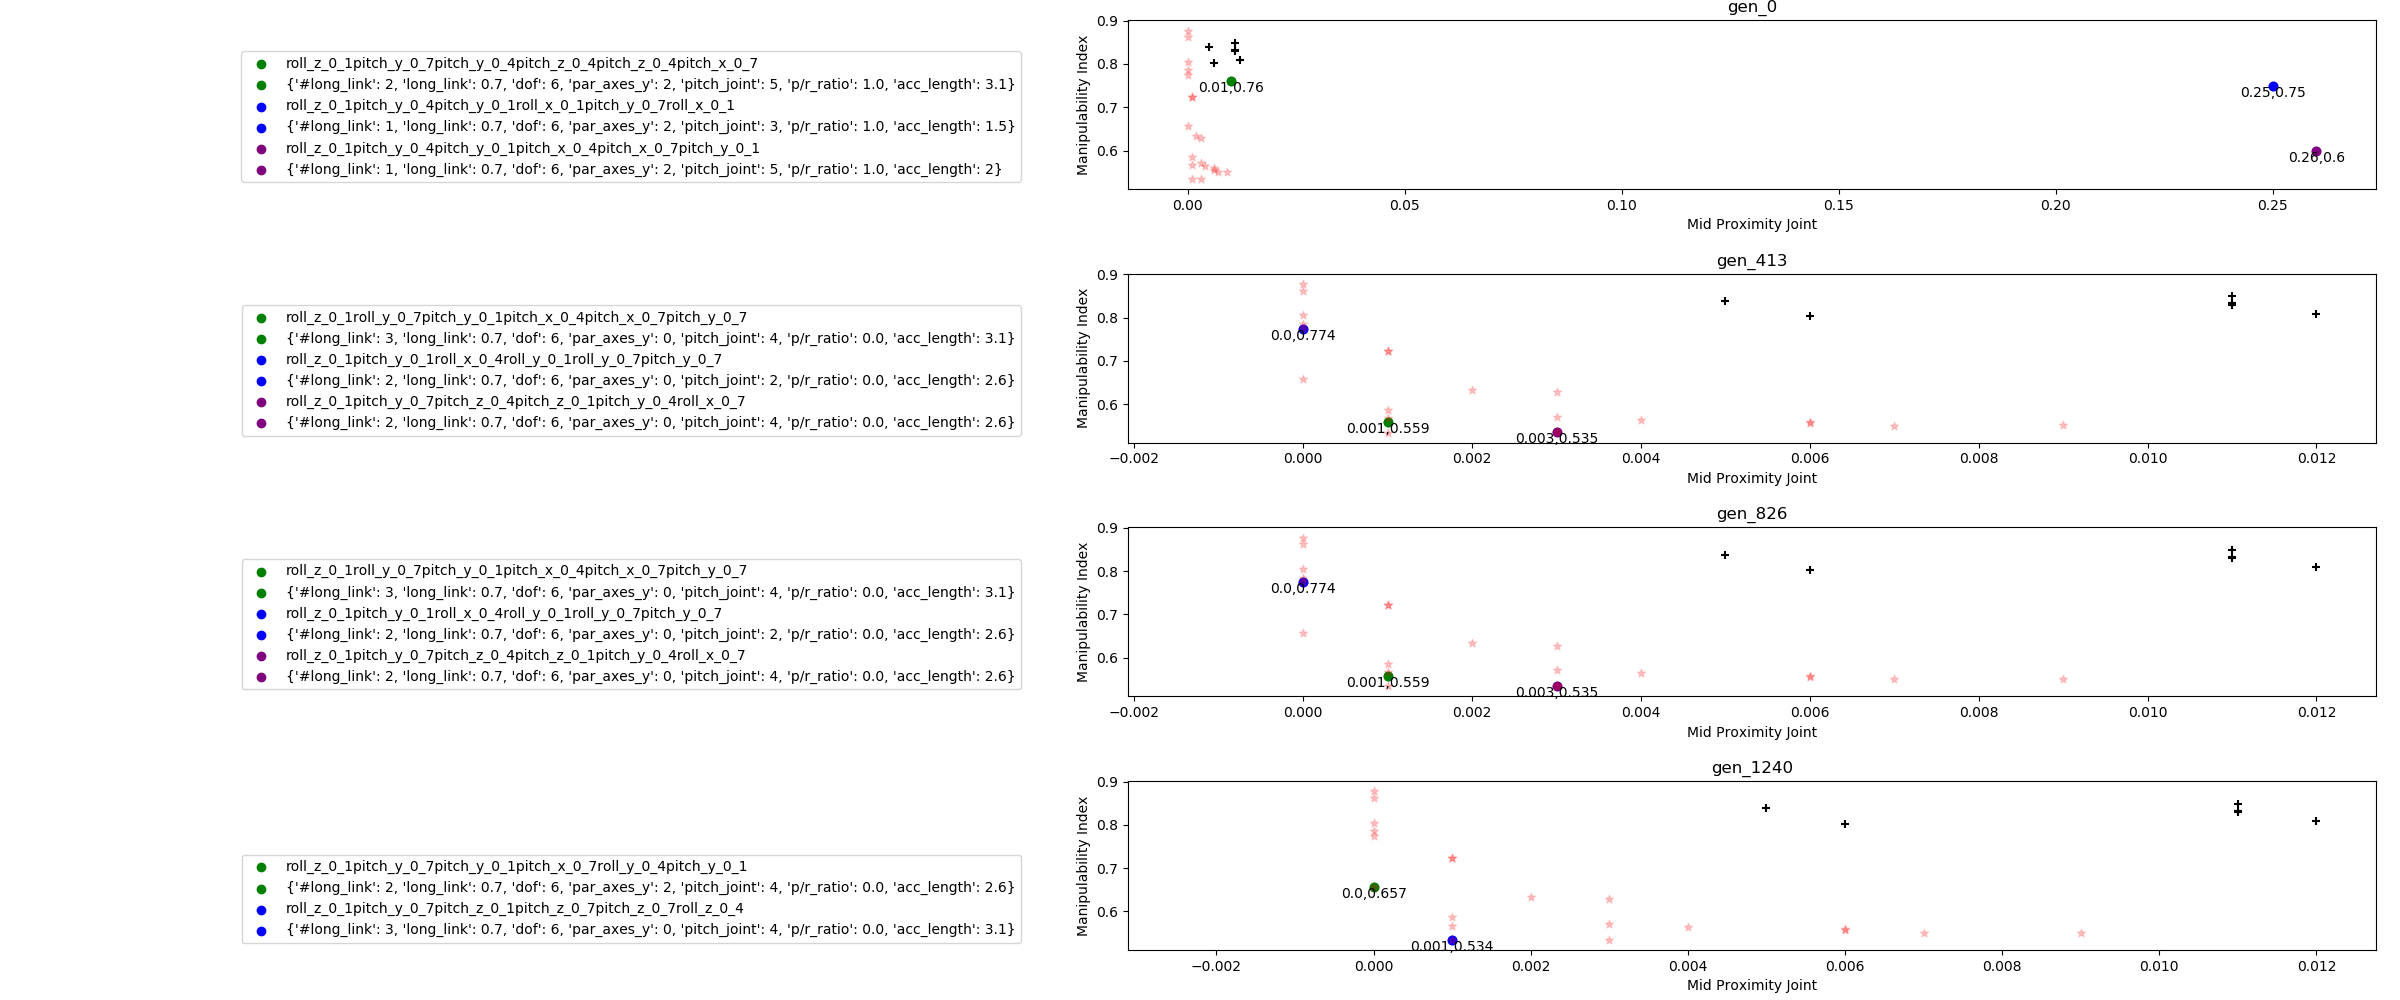 roll_z_0_1pitch_y_0_7pitch_y_0_4pitch_z_0_4pitch_z_0_4pitch_x_0_7
{'#long_link': 2, 'long_link': 0.7, 'dof': 6, 'par_axes_y': 2, 'pitch_joint': 5, 'p/r_ratio': 1.0, 'acc_length': 3.1}
roll_z_0_1pitch_y_0_4pitch_y_0_1roll_x_0_1pitch_y_0_7roll_x_0_1
{'#long_link': 1, 'long_link': 0.7, 'dof': 6, 'par_axes_y': 2, 'pitch_joint': 3, 'p/r_ratio': 1.0, 'acc_length': 1.5}
roll_z_0_1pitch_y_0_4pitch_y_0_1pitch_x_0_4pitch_x_0_7pitch_y_0_1
{'#long_link': 1, 'long_link': 0.7, 'dof': 6, 'par_axes_y': 2, 'pitch_joint': 5, 'p/r_ratio': 1.0, 'acc_length': 2}
gen_0
Manipulability Index
0.9
0.8
0.7
0.6
0.01,0.76
0.25,0.75
0.26,0.6
0.00 0.05 0.10 0.15 0.20 0.25
Mid Proximity Joint
roll_z_0_1roll_y_0_7pitch_y_0_1pitch_x_0_4pitch_x_0_7pitch_y_0_7
{'#long_link': 3, 'long_link': 0.7, 'dof': 6, 'par_axes_y': 0, 'pitch_joint': 4, 'p/r_ratio': 0.0, 'acc_length': 3.1}
roll_z_0_1pitch_y_0_1roll_x_0_4roll_y_0_1roll_y_0_7pitch_y_0_7
{'#long_link': 2, 'long_link': 0.7, 'dof': 6, 'par_axes_y': 0, 'pitch_joint': 2, 'p/r_ratio': 0.0, 'acc_length': 2.6}
roll_z_0_1pitch_y_0_7pitch_z_0_4pitch_z_0_1pitch_y_0_4roll_x_0_7
{'#long_link': 2, 'long_link': 0.7, 'dof': 6, 'par_axes_y': 0, 'pitch_joint': 4, 'p/r_ratio': 0.0, 'acc_length': 2.6}
gen_413
Manipulability Index
0.9
0.8
0.7
0.6
0.0,0.774
0.001,0.559
0.003,0.535
−0.002 0.000 0.002 0.004 0.006 0.008 0.010 0.012
Mid Proximity Joint
roll_z_0_1roll_y_0_7pitch_y_0_1pitch_x_0_4pitch_x_0_7pitch_y_0_7
{'#long_link': 3, 'long_link': 0.7, 'dof': 6, 'par_axes_y': 0, 'pitch_joint': 4, 'p/r_ratio': 0.0, 'acc_length': 3.1}
roll_z_0_1pitch_y_0_1roll_x_0_4roll_y_0_1roll_y_0_7pitch_y_0_7
{'#long_link': 2, 'long_link': 0.7, 'dof': 6, 'par_axes_y': 0, 'pitch_joint': 2, 'p/r_ratio': 0.0, 'acc_length': 2.6}
roll_z_0_1pitch_y_0_7pitch_z_0_4pitch_z_0_1pitch_y_0_4roll_x_0_7
{'#long_link': 2, 'long_link': 0.7, 'dof': 6, 'par_axes_y': 0, 'pitch_joint': 4, 'p/r_ratio': 0.0, 'acc_length': 2.6}
gen_826
Manipulability Index
0.9
0.8
0.7
0.6
0.0,0.774
0.001,0.559
0.003,0.535
−0.002 0.000 0.002 0.004 0.006 0.008 0.010 0.012
Mid Proximity Joint
roll_z_0_1pitch_y_0_7pitch_y_0_1pitch_x_0_7roll_y_0_4pitch_y_0_1
{'#long_link': 2, 'long_link': 0.7, 'dof': 6, 'par_axes_y': 2, 'pitch_joint': 4, 'p/r_ratio': 0.0, 'acc_length': 2.6}
roll_z_0_1pitch_y_0_7pitch_z_0_1pitch_z_0_7pitch_z_0_7roll_z_0_4
{'#long_link': 3, 'long_link': 0.7, 'dof': 6, 'par_axes_y': 0, 'pitch_joint': 4, 'p/r_ratio': 0.0, 'acc_length': 3.1}
gen_1240
Manipulability Index
0.9
0.8
0.7
0.6
0.0,0.657
0.001,0.534
−0.002 0.000 0.002 0.004 0.006 0.008 0.010 0.012
Mid Proximity Joint